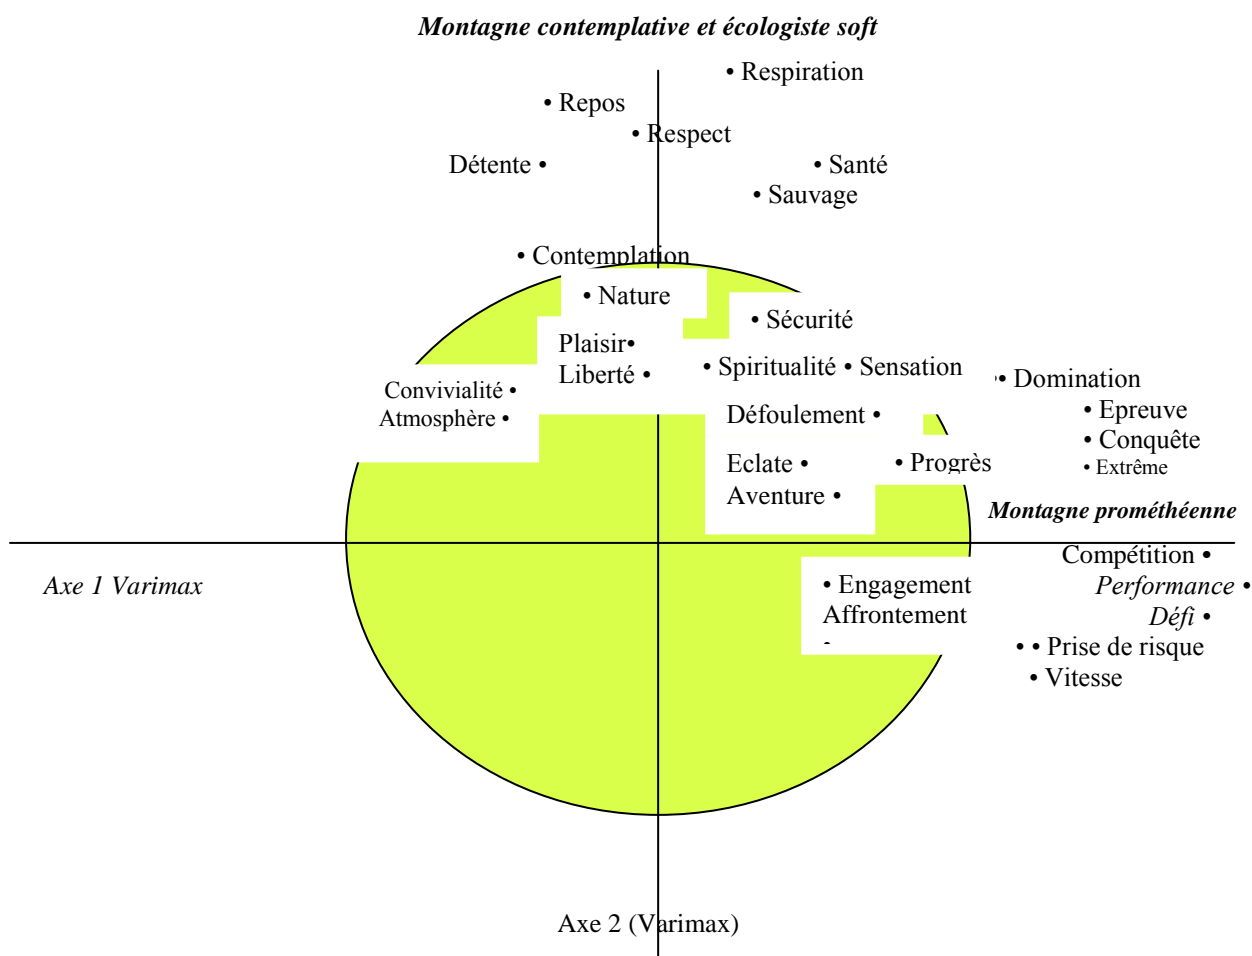 Montagne contemplative et écologiste soft
• Respiration
• Repos
• Respect
Détente •
• Santé
• Sauvage
• Contemplation
• Nature
• Sécurité
Plaisir•
Liberté •
• Spiritualité • Sensation
• Domination
Convivialité •
Atmosphère •
• Epreuve
Défoulement •
• Conquête
Eclate •
• Progrès
• Extrême
Aventure •
Montagne prométhéenne
Compétition •
Axe 1 Varimax
• Engagement
Performance •
Affrontement
•
Défi •
• • Prise de risque
• Vitesse
Axe 2 (Varimax)